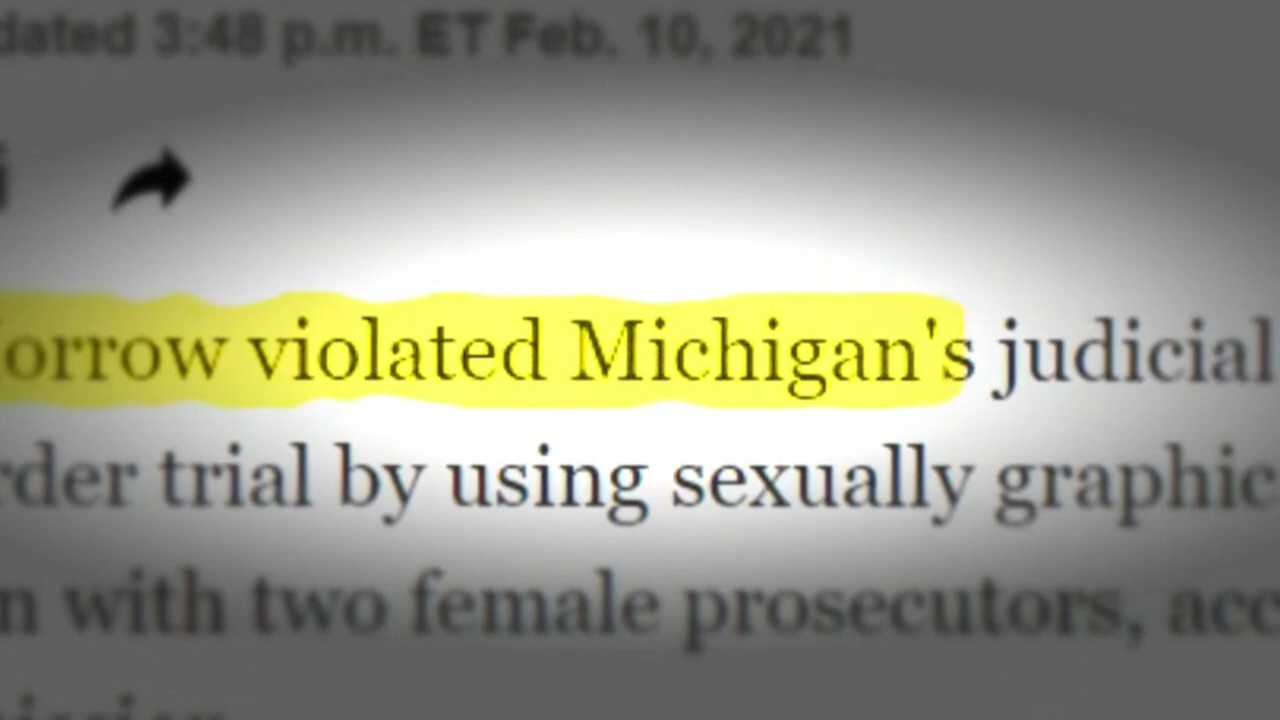 dated 3:48 p.m. ET Feb. 10, 2021
orrow violated Michigan's judicial
rder trial by using sexually graphic
n with two female prosecutors, acc